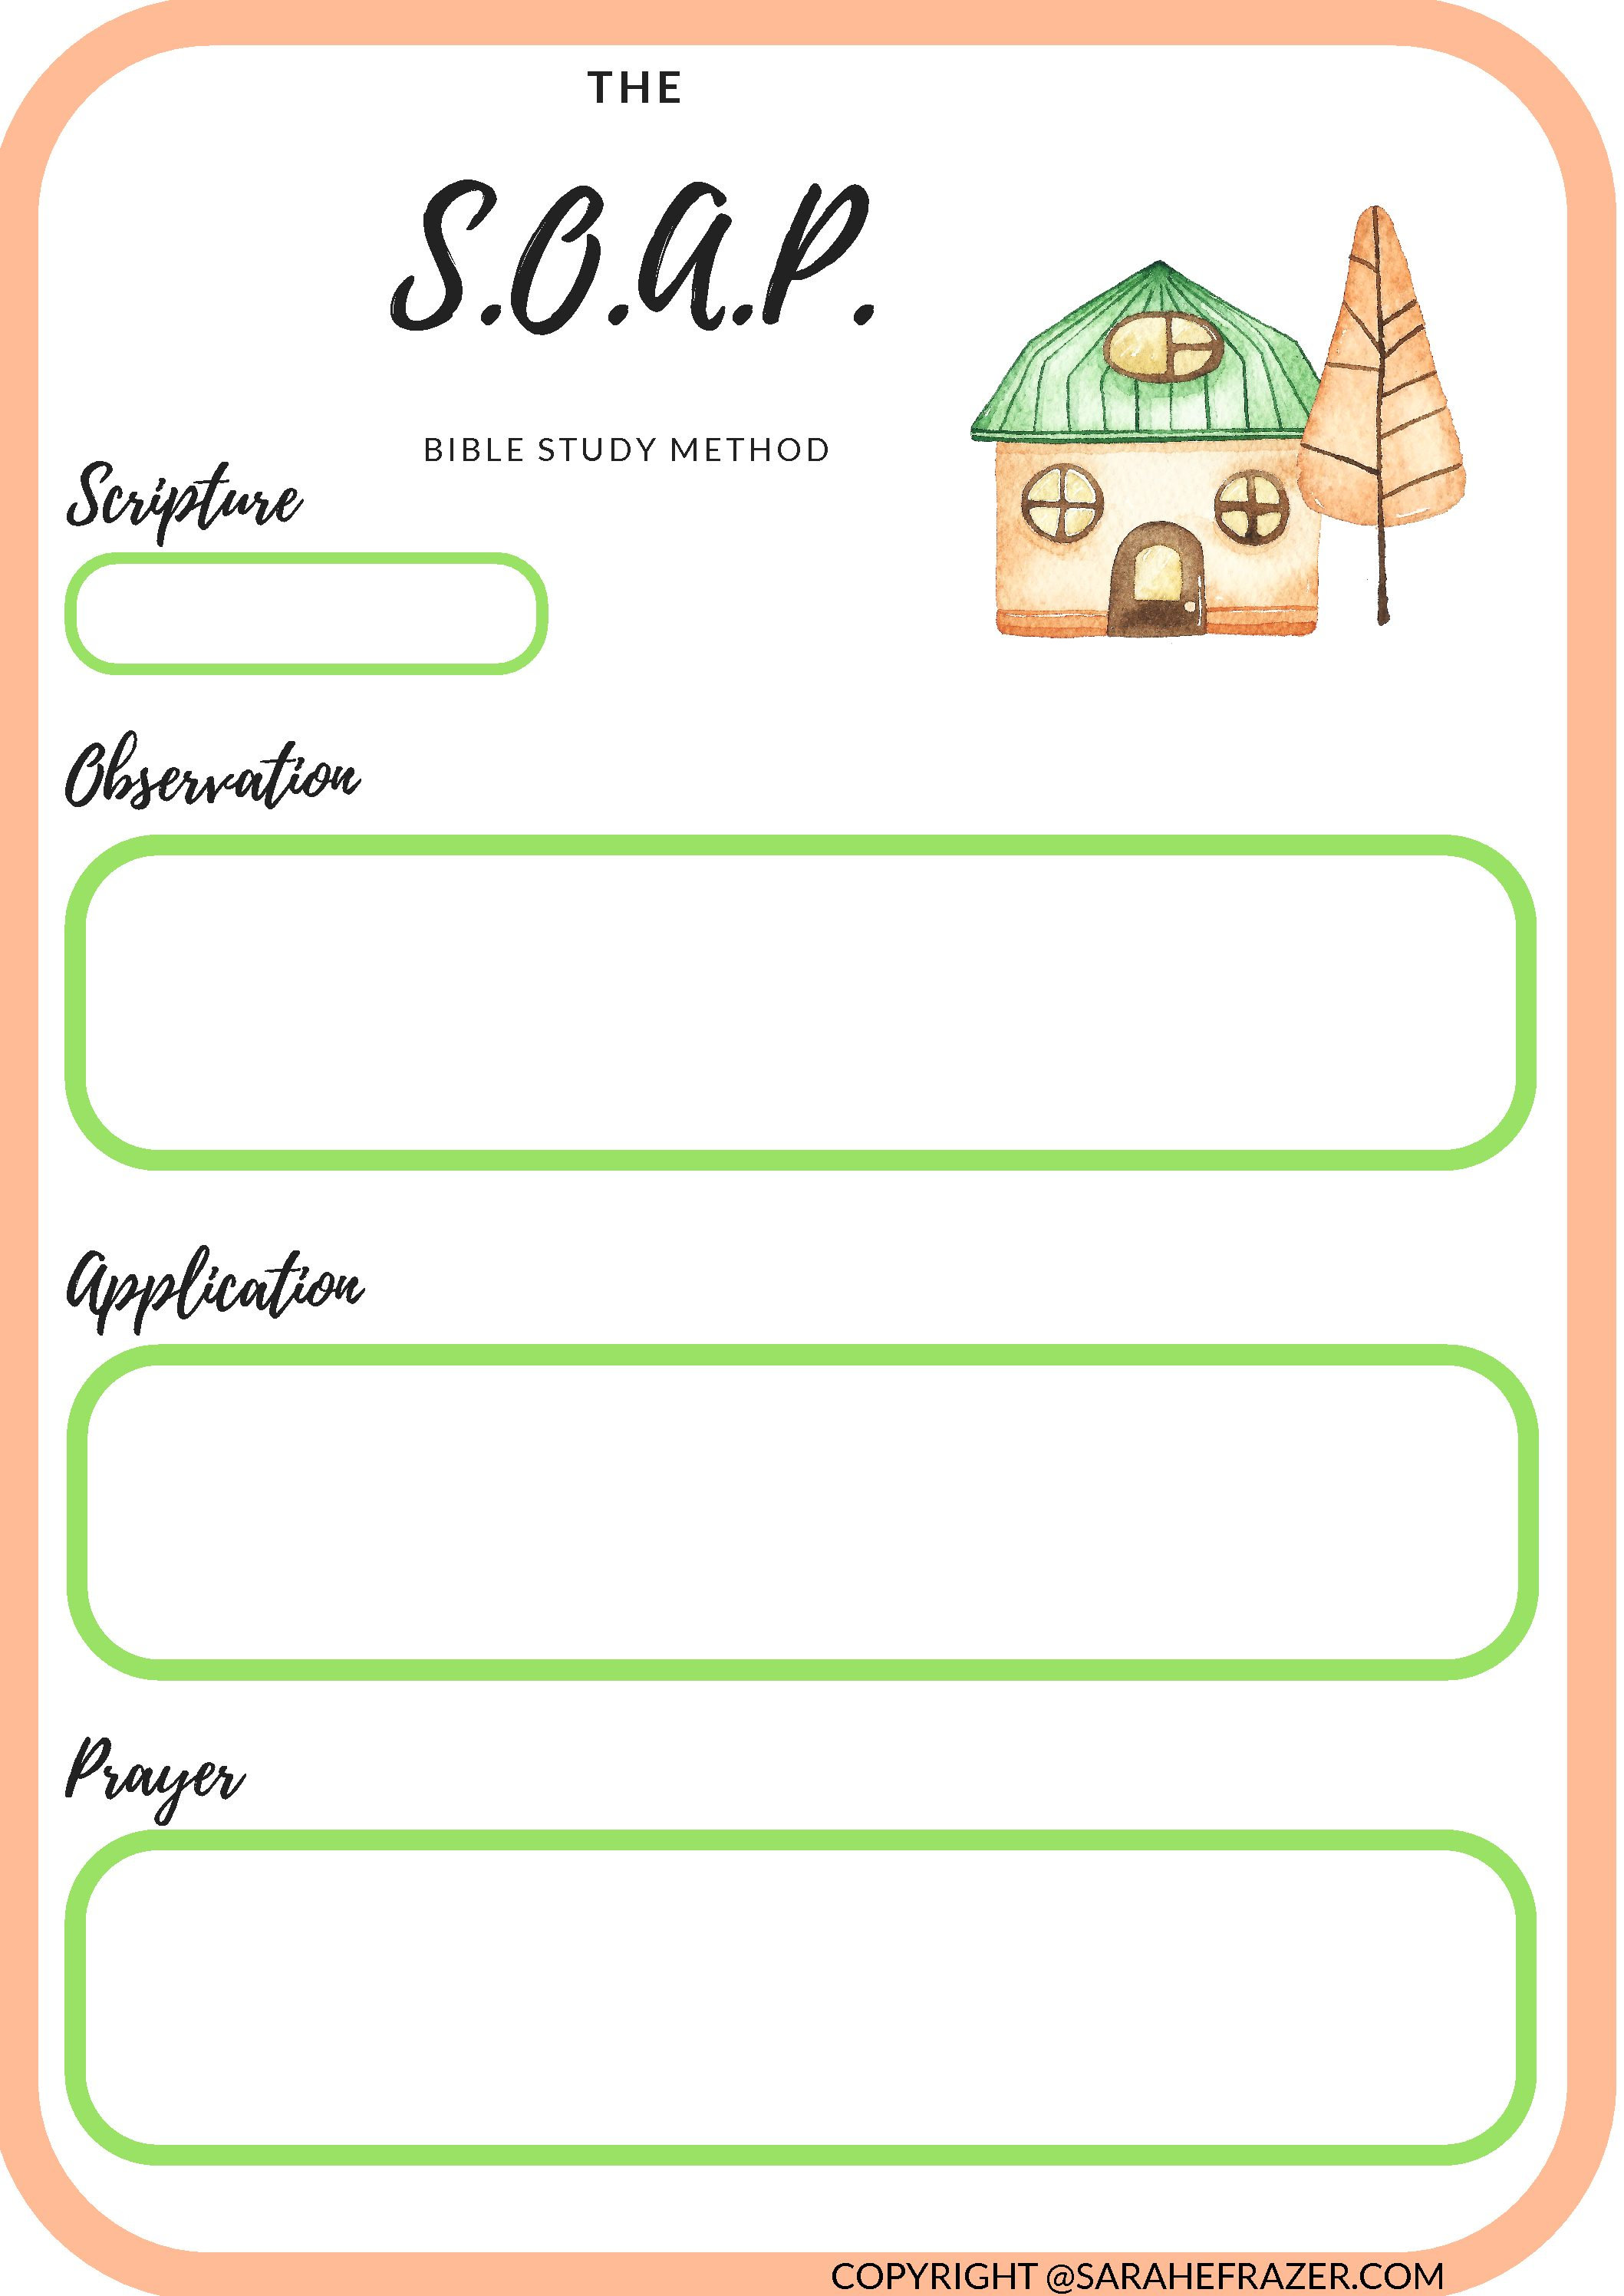 THE
S.O.A.P.
BIBLE STUDY METHOD
Scripture
Observation
Application
Prayer
COPYRIGHT @SARAHEFRAZER.COM